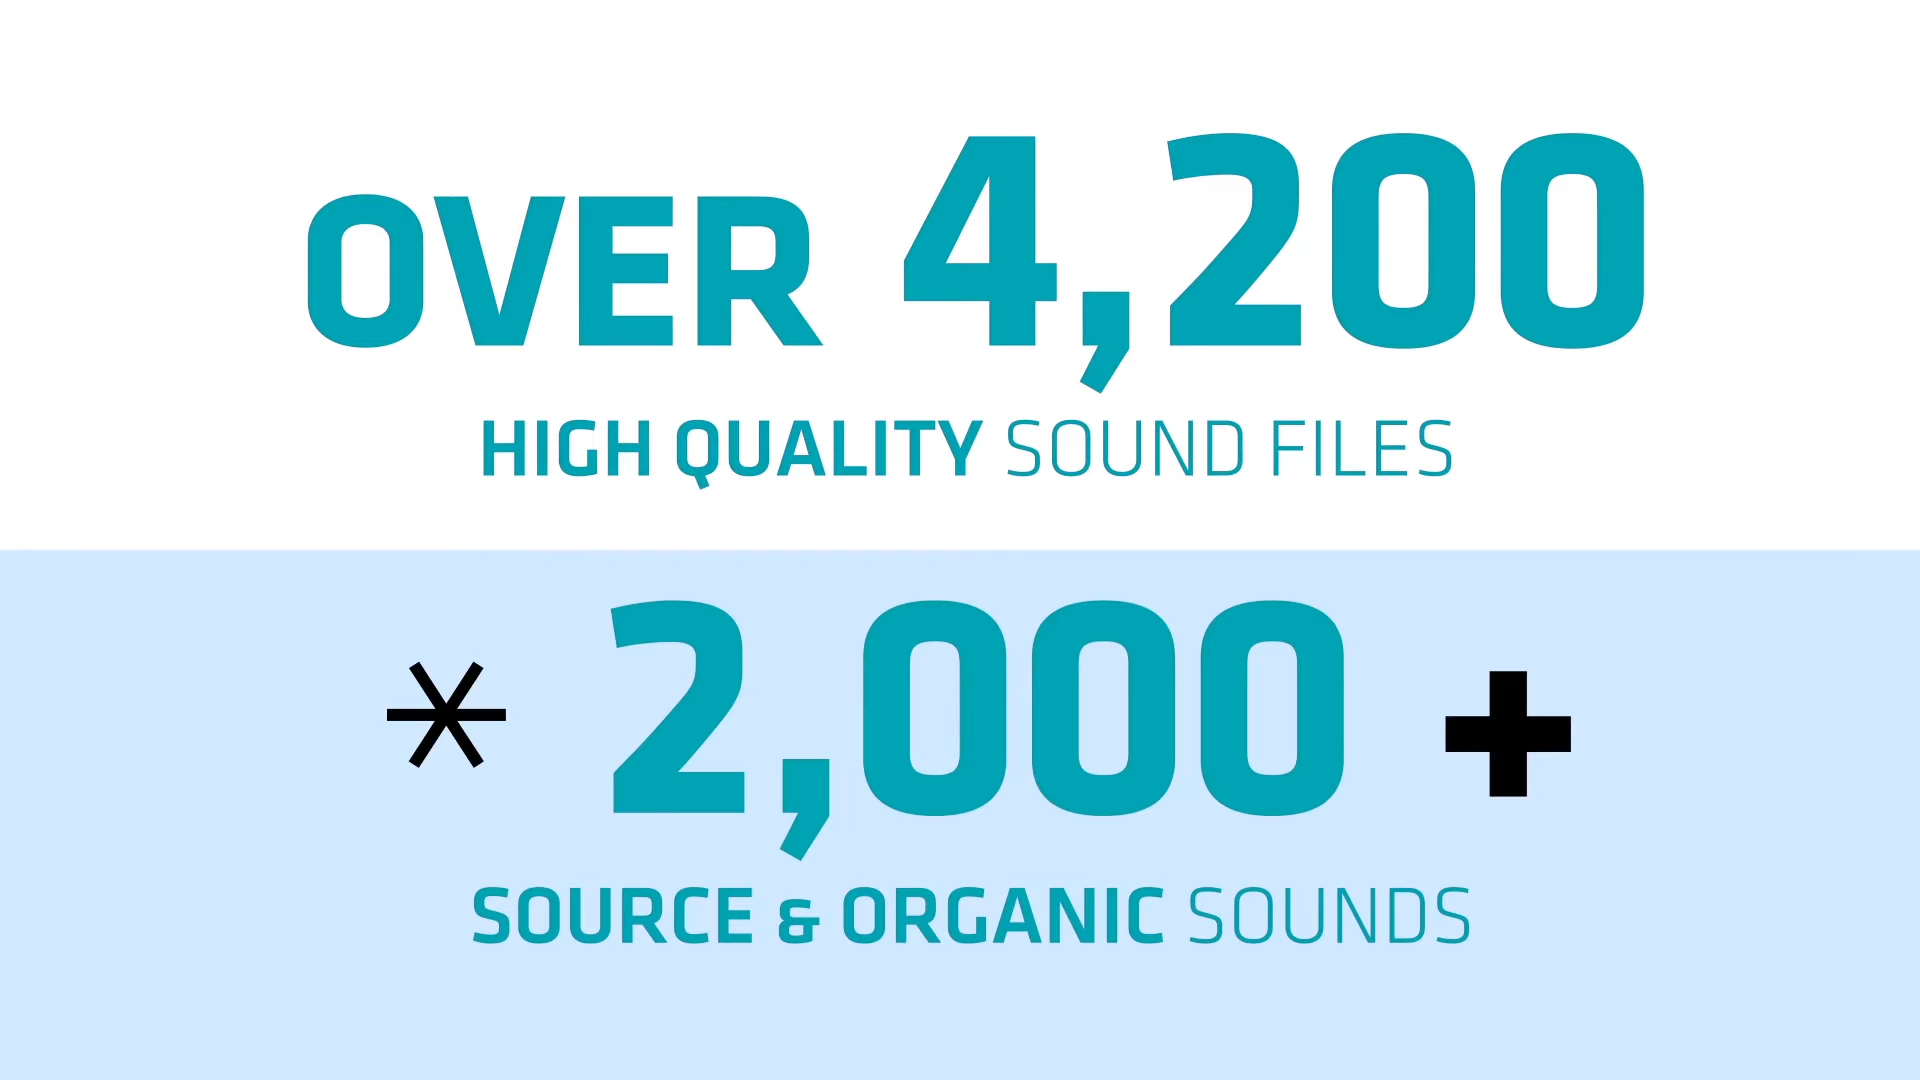 OVER 4,200
HIGH QUALITY SOUND FILES
* 2,000 +
SOURCE & ORGANIC SOUNDS